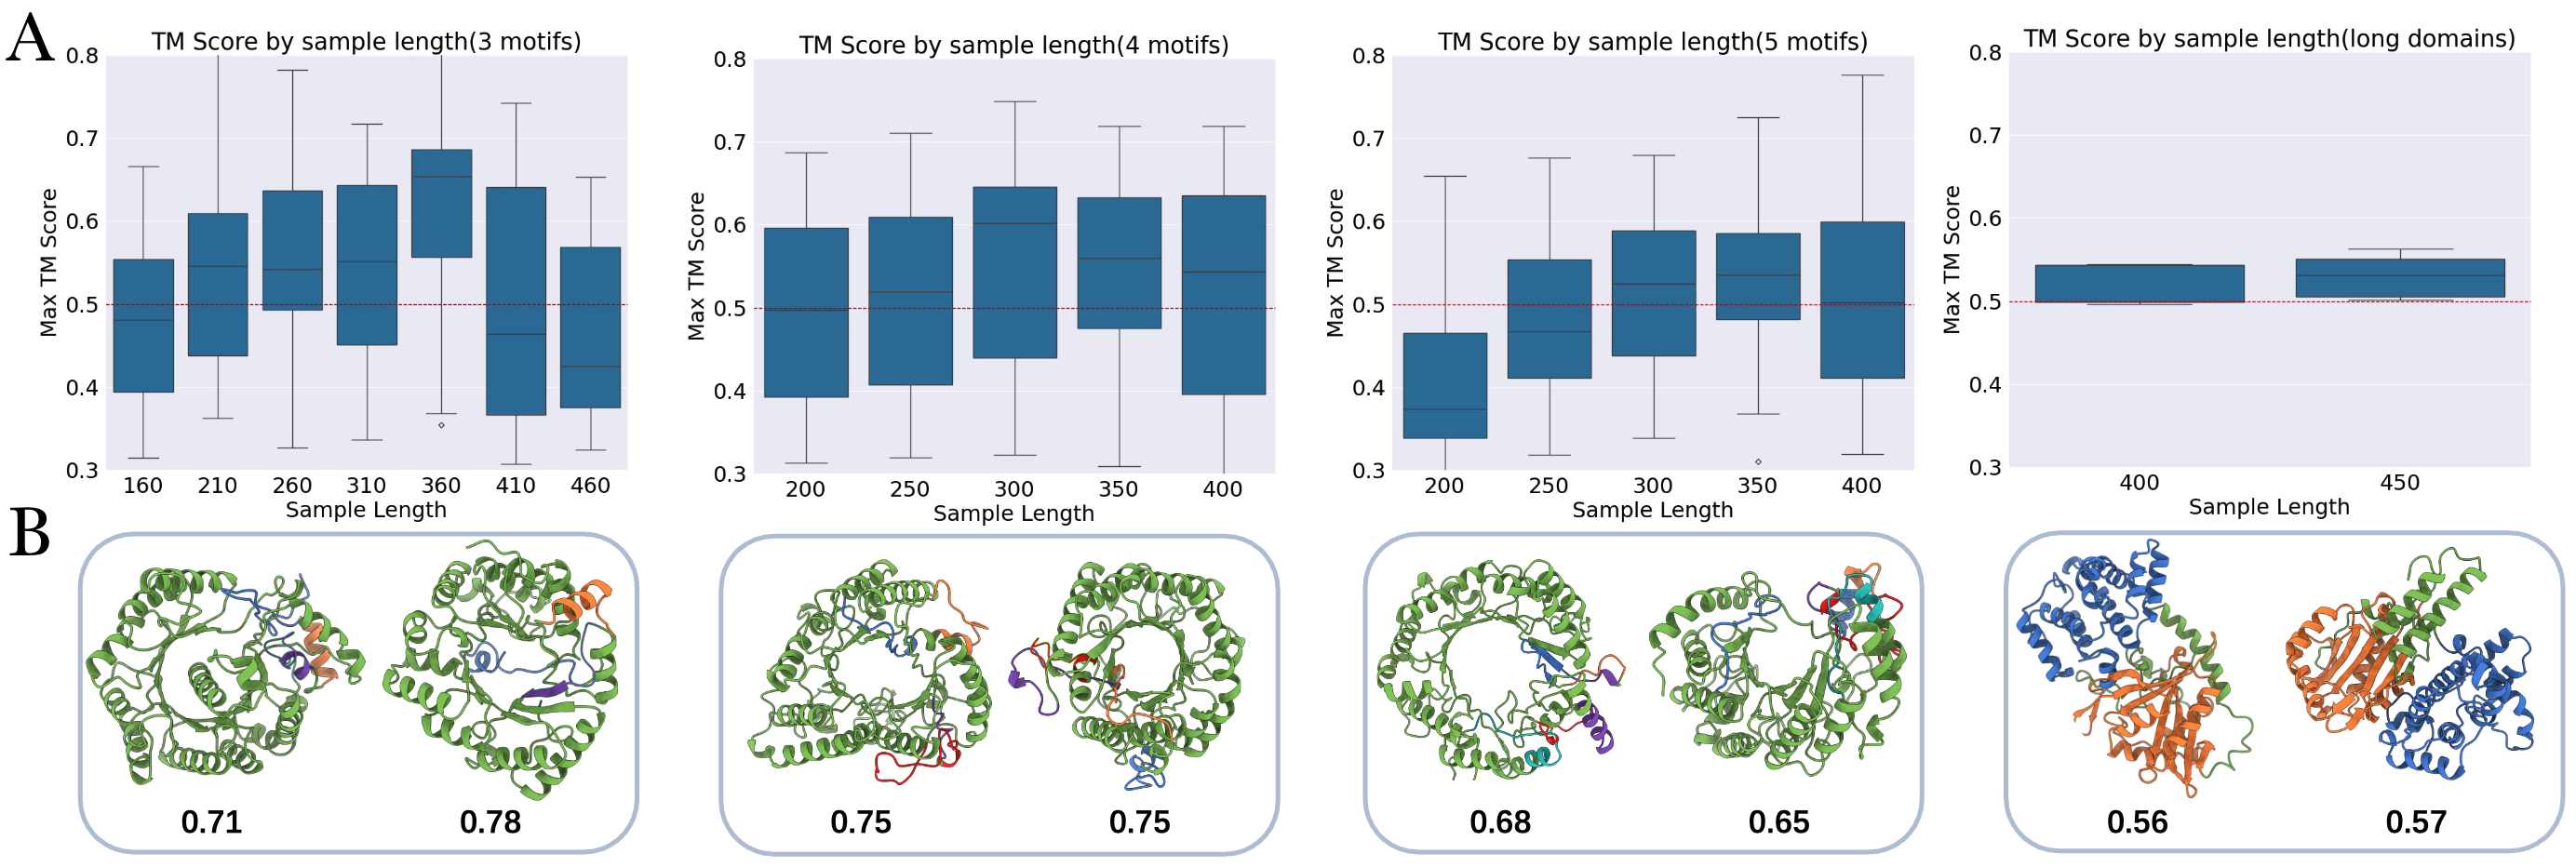 A
TM Score by sample length(3 motifs)
Max TM Score
0.8
0.7
0.6
0.5
0.4
0.3
160 210 260 310 360 410 460
Sample Length
TM Score by sample length(4 motifs)
Max TM Score
0.8
0.7
0.6
0.5
0.4
0.3
200 250 300 350 400
Sample Length
TM Score by sample length(5 motifs)
Max TM Score
0.8
0.7
0.6
0.5
0.4
0.3
200 250 300 350 400
Sample Length
TM Score by sample length(long domains)
Max TM Score
0.8
0.7
0.6
0.5
0.4
0.3
400 450
Sample Length
B
0.71 0.78
0.75 0.75
0.68 0.65
0.56 0.57